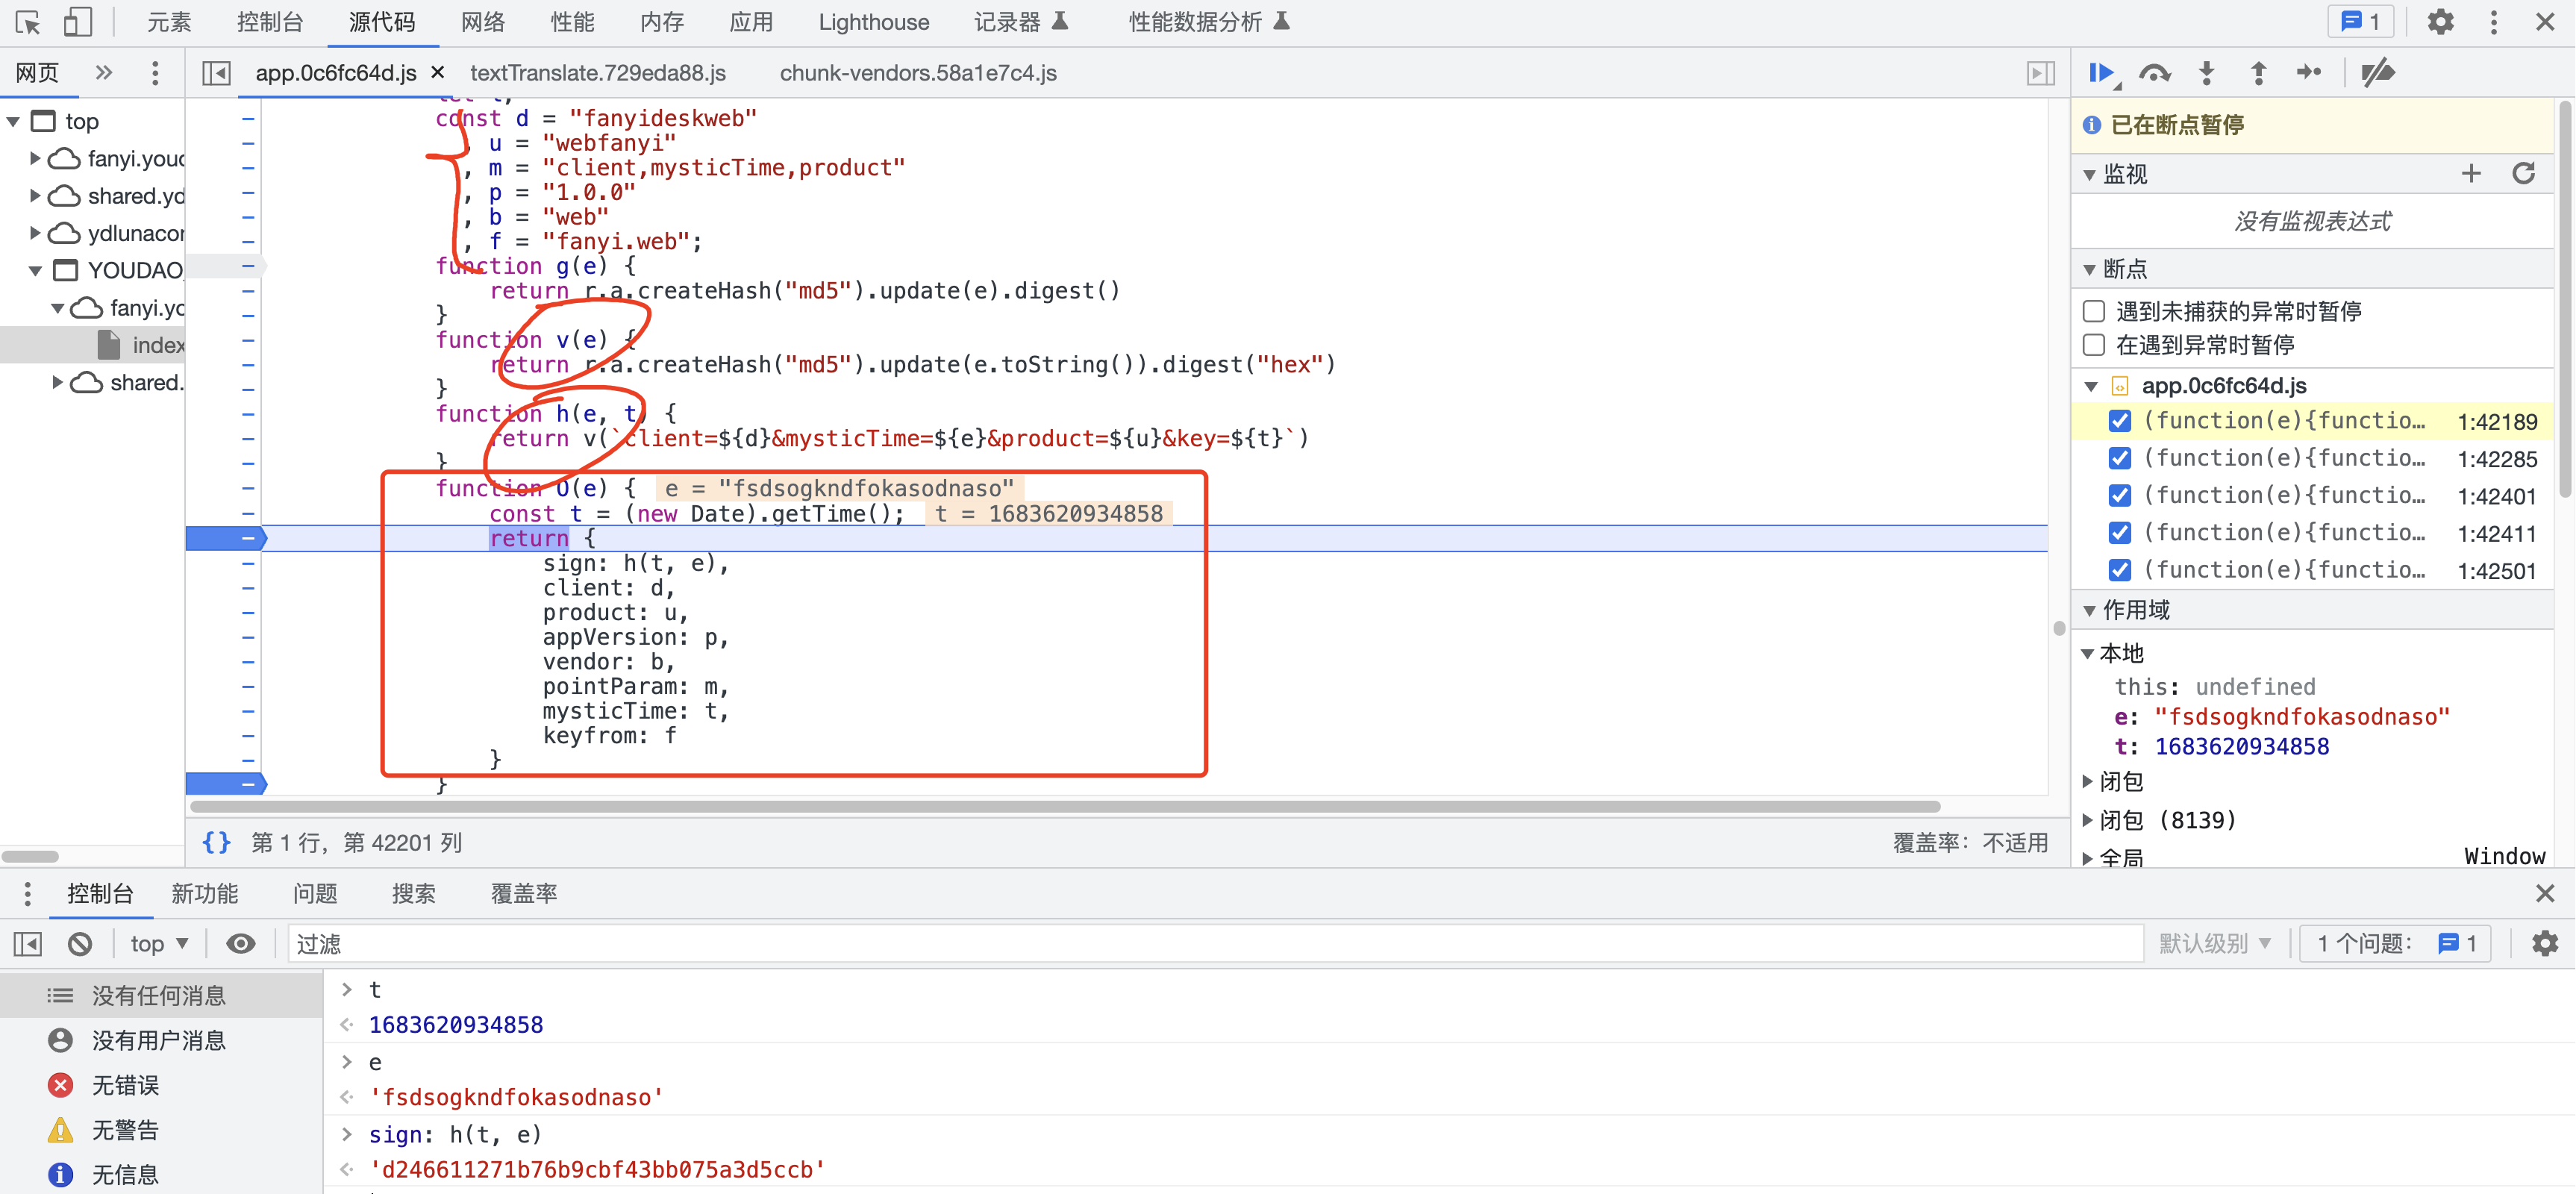 元素 控制台 源代码 网络 性能 内存 应用 Lighthouse 记录器 性能数据分析 1
网页 app.0c6fc64d.js textTranslate.729eda88.js chunk-vendors.58a1e7c4.js
top
fanyi.youd
shared.yd
ydlunacor
YOUDAO_
fanyi.yo
index
shared.
const d = "fanyideskweb"
, u = "webfanyi"
, m = "client,mysticTime,product"
, p = "1.0.0"
, b = "web"
, f = "fanyi.web";
function g(e) {
return r.a.createHash("md5").update(e).digest()
}
function v(e) {
return r.a.createHash("md5").update(e.toString()).digest("hex")
}
function h(e, t) {
return v(`client=${d}&mysticTime=${e}&product=${u}&key=${t}`)
}
function O(e) { e = "fsdsogkndfokasodnaso"
const t = (new Date).getTime(); t = 1683620934858
return {
sign: h(t, e),
client: d,
product: u,
appVersion: p,
vendor: b,
pointParam: m,
mysticTime: t,
keyfrom: f
}
}
{} 第 1 行，第 42201 列 覆盖率：不适用
已在断点暂停
监视
没有监视表达式
断点
遇到未捕获的异常时暂停
在遇到异常时暂停
app.0c6fc64d.js
(function(e){functio… 1:42189
(function(e){functio… 1:42285
(function(e){functio… 1:42401
(function(e){functio… 1:42411
(function(e){functio… 1:42501
作用域
本地
this: undefined
e: "fsdsogkndfokasodnaso"
t: 1683620934858
闭包
闭包 (8139)
全局 Window
控制台 新功能 问题 搜索 覆盖率
top 过滤 默认级别 1 个问题： 1
没有任何消息
没有用户消息
无错误
无警告
无信息
> t
1683620934858
> e
'fsdsogkndfokasodnaso'
> sign: h(t, e)
'd246611271b76b9cbf43bb075a3d5ccb'